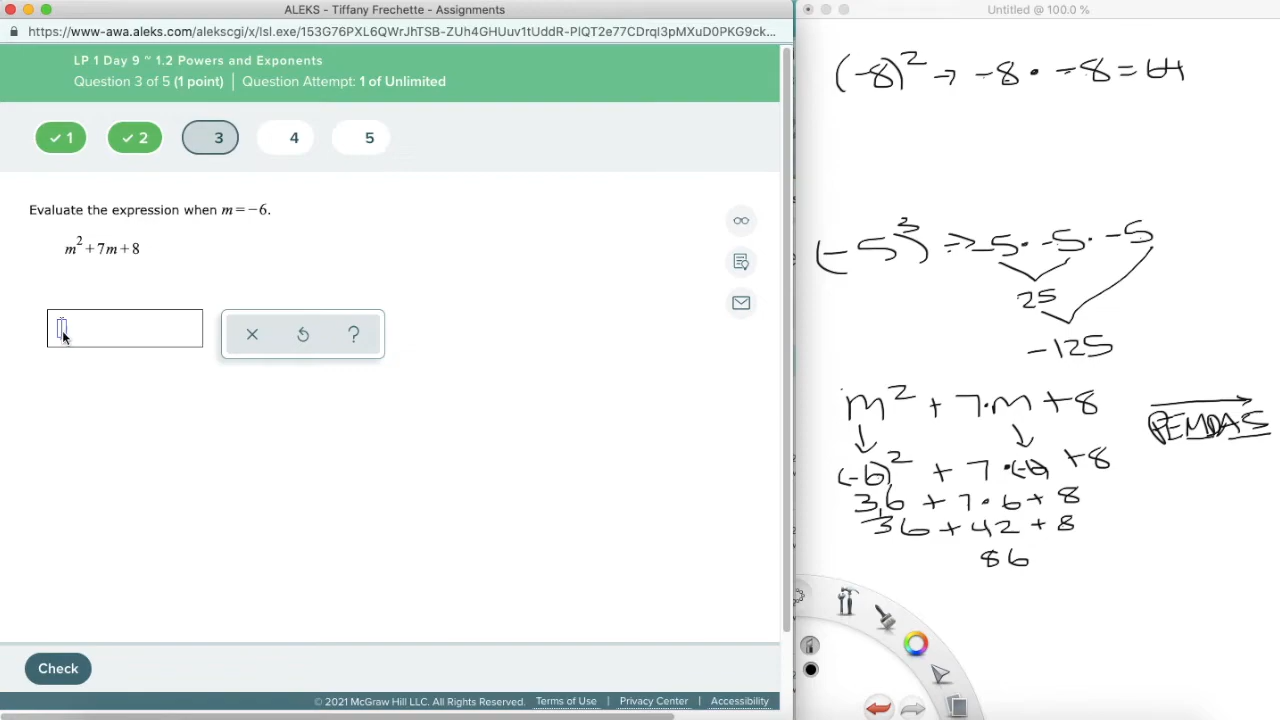 ALEKS - Tiffany Frechette - Assignments
https://www-awa.aleks.com/alekscgi/x/lsl.exe/153G76PXL6QWrJhTSB-ZUh4GHUuv1tUddR-PlQT2e77CDrql3pMXuD0PKG9ck...
LP 1 Day 9 ~ 1.2 Powers and Exponents
Question 3 of 5 (1 point) | Question Attempt: 1 of Unlimited
✓ 1 ✓ 2 3 4 5
Evaluate the expression when m=−6.
m²+7m+8
× ?
Check
© 2021 McGraw Hill LLC. All Rights Reserved. Terms of Use | Privacy Center | Accessibility
Untitled @ 100.0 %
(-8)² → -8 · -8 = 64
(-5³) => -5 · -5 · -5
25
-125
m² + 7·m + 8
PEMDAS
(-6)² + 7 ·(-6) + 8
36 + 7 · 6 + 8
36 + 42 + 8
86